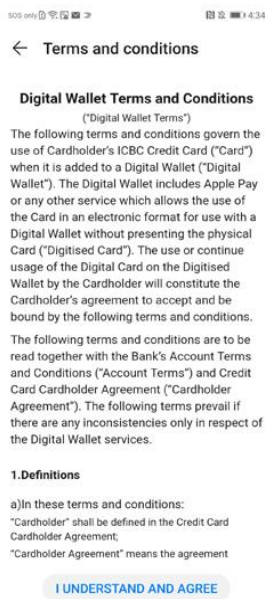 SOS only 4:34
← Terms and conditions
Digital Wallet Terms and Conditions
("Digital Wallet Terms")
The following terms and conditions govern the
use of Cardholder's ICBC Credit Card ("Card")
when it is added to a Digital Wallet ("Digital
Wallet"). The Digital Wallet includes Apple Pay
or any other service which allows the use of
the Card in an electronic format for use with a
Digital Wallet without presenting the physical
Card ("Digitised Card"). The use or continue
usage of the Digital Card on the Digitised
Wallet by the Cardholder will constitute the
Cardholder's agreement to accept and be
bound by the following terms and conditions.
The following terms and conditions are to be
read together with the Bank's Account Terms
and Conditions ("Account Terms") and Credit
Card Cardholder Agreement ("Cardholder
Agreement"). The following terms prevail if
there are any inconsistencies only in respect of
the Digital Wallet services.
1.Definitions
a)In these terms and conditions:
"Cardholder" shall be defined in the Credit Card
Cardholder Agreement;
"Cardholder Agreement" means the agreement
I UNDERSTAND AND AGREE